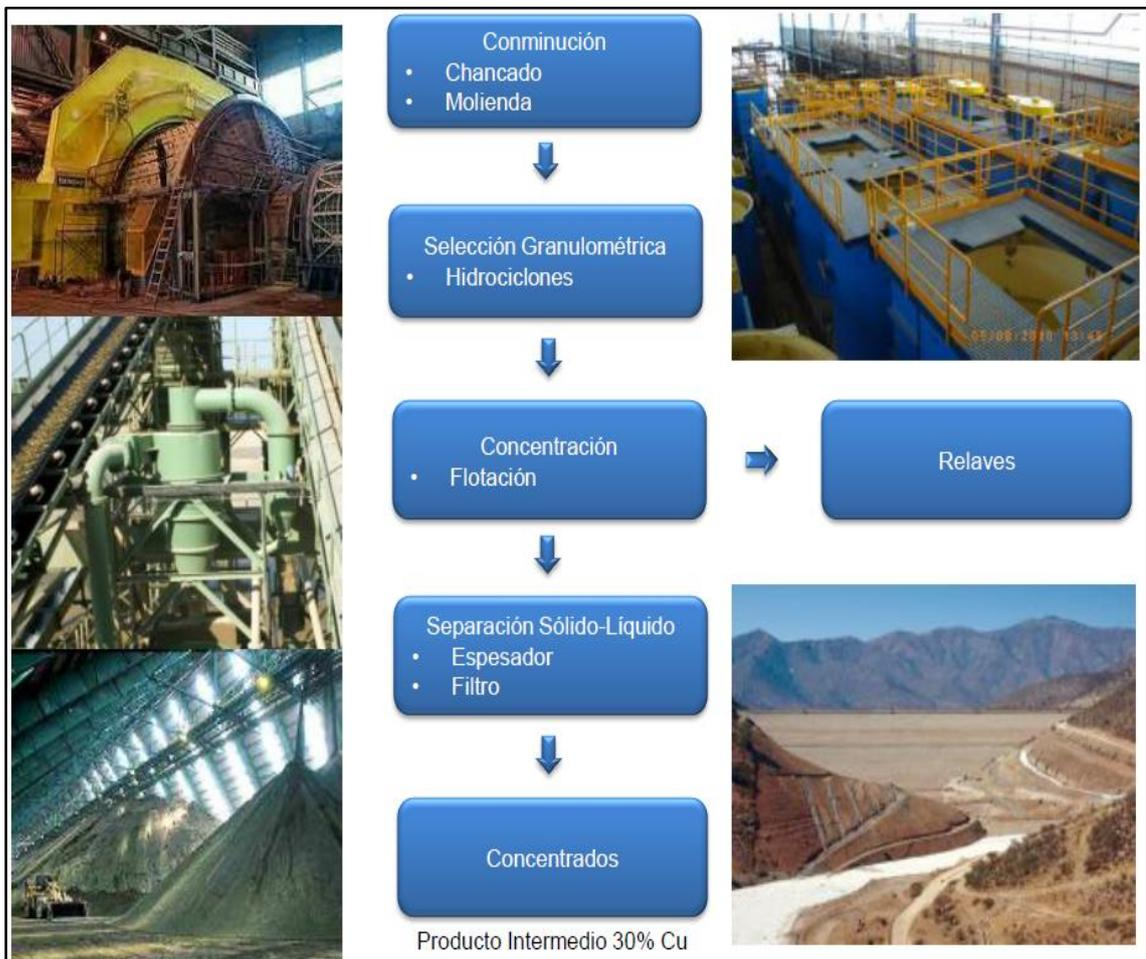 Conminución
• Chancado
• Molienda
Selección Granulométrica
• Hidrociclones
Concentración
• Flotación
Relaves
Separación Sólido-Líquido
• Espesador
• Filtro
Concentrados
Producto Intermedio 30% Cu